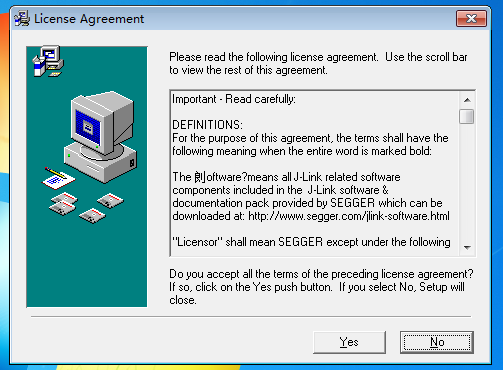 License Agreement
Please read the following license agreement. Use the scroll bar
to view the rest of this agreement.
Important - Read carefully:
DEFINITIONS:
For the purpose of this agreement, the terms shall have the
following meaning when the entire word is marked bold:
The 揝oftware?means all J-Link related software
components included in the J-Link software &
documentation pack provided by SEGGER which can be
downloaded at: http://www.segger.com/jlink-software.html
"Licensor" shall mean SEGGER except under the following
Do you accept all the terms of the preceding license agreement?
If so, click on the Yes push button. If you select No, Setup will
close.
Yes
No